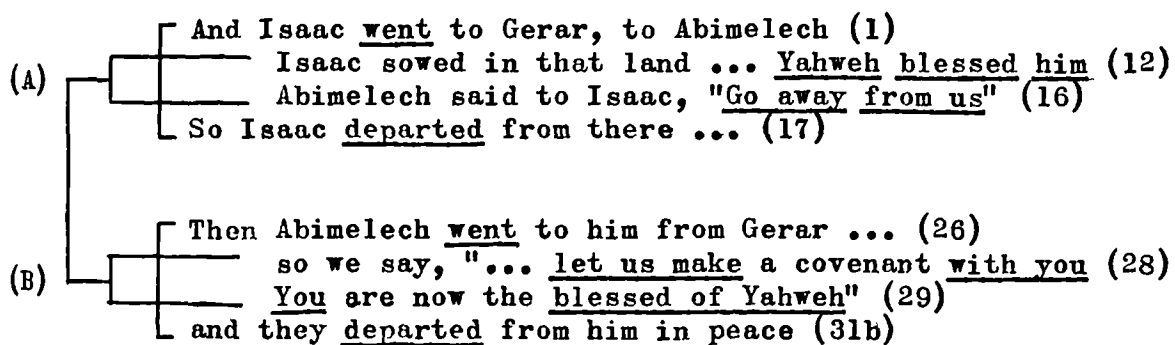 And Isaac went to Gerar, to Abimelech (1)
(A) Isaac sowed in that land ... Yahweh blessed him (12)
Abimelech said to Isaac, "Go away from us" (16)
So Isaac departed from there ... (17)
Then Abimelech went to him from Gerar ... (26)
(B) so we say, "... let us make a covenant with you (28)
You are now the blessed of Yahweh" (29)
and they departed from him in peace (31b)